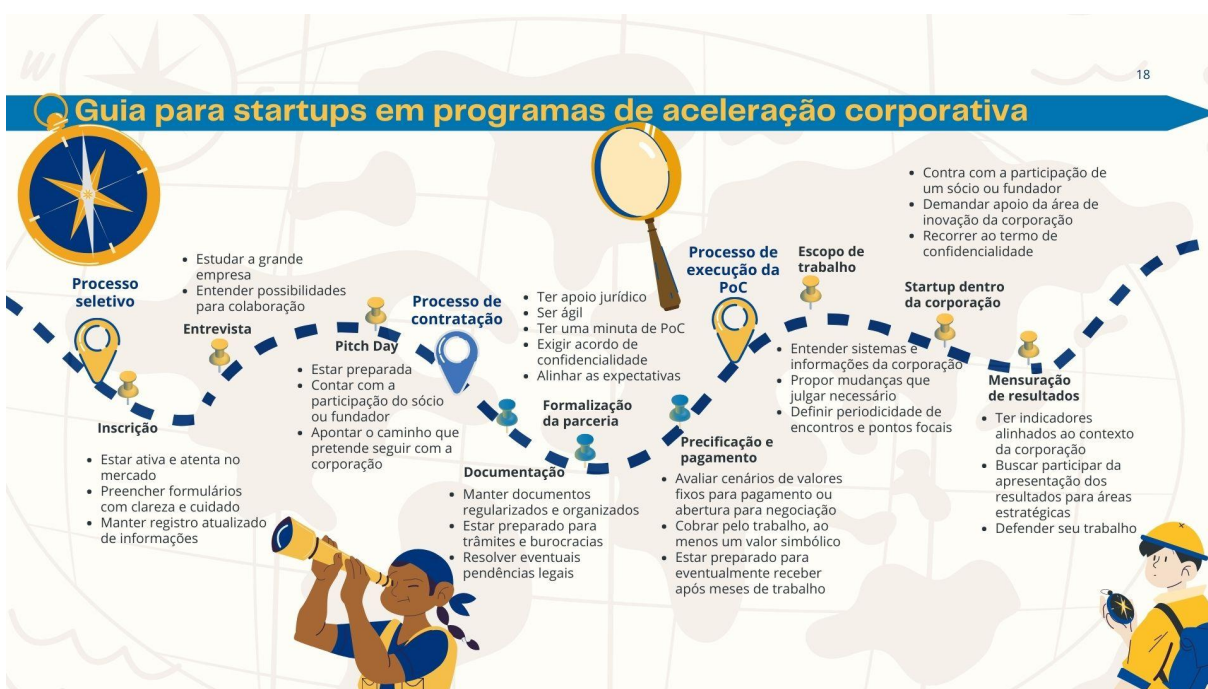 18
Guia para startups em programas de aceleração corporativa
Processo
seletivo
Inscrição
• Estar ativa e atenta no
mercado
• Preencher formulários
com clareza e cuidado
• Manter registro atualizado
de informações
• Estudar a grande
empresa
• Entender possibilidades
para colaboração
Entrevista
Pitch Day
• Estar preparada
• Contar com a
participação do sócio
ou fundador
• Apontar o caminho que
pretende seguir com a
corporação
Processo de
contratação
Documentação
• Manter documentos
regularizados e organizados
• Estar preparado para
trâmites e burocracias
• Resolver eventuais
pendências legais
• Ter apoio jurídico
• Ser ágil
• Ter uma minuta de PoC
• Exigir acordo de
confidencialidade
• Alinhar as expectativas
Formalização
da parceria
Precificação e
pagamento
• Avaliar cenários de valores
fixos para pagamento ou
abertura para negociação
• Cobrar pelo trabalho, ao
menos um valor simbólico
• Estar preparado para
eventualmente receber
após meses de trabalho
Processo de
execução da
PoC
Escopo de
trabalho
• Entender sistemas e
informações da corporação
• Propor mudanças que
julgar necessário
• Definir periodicidade de
encontros e pontos focais
• Contra com a participação de
um sócio ou fundador
• Demandar apoio da área de
inovação da corporação
• Recorrer ao termo de
confidencialidade
Startup dentro
da corporação
Mensuração
de resultados
• Ter indicadores
alinhados ao contexto
da corporação
• Buscar participar da
apresentação dos
resultados para áreas
estratégicas
• Defender seu trabalho